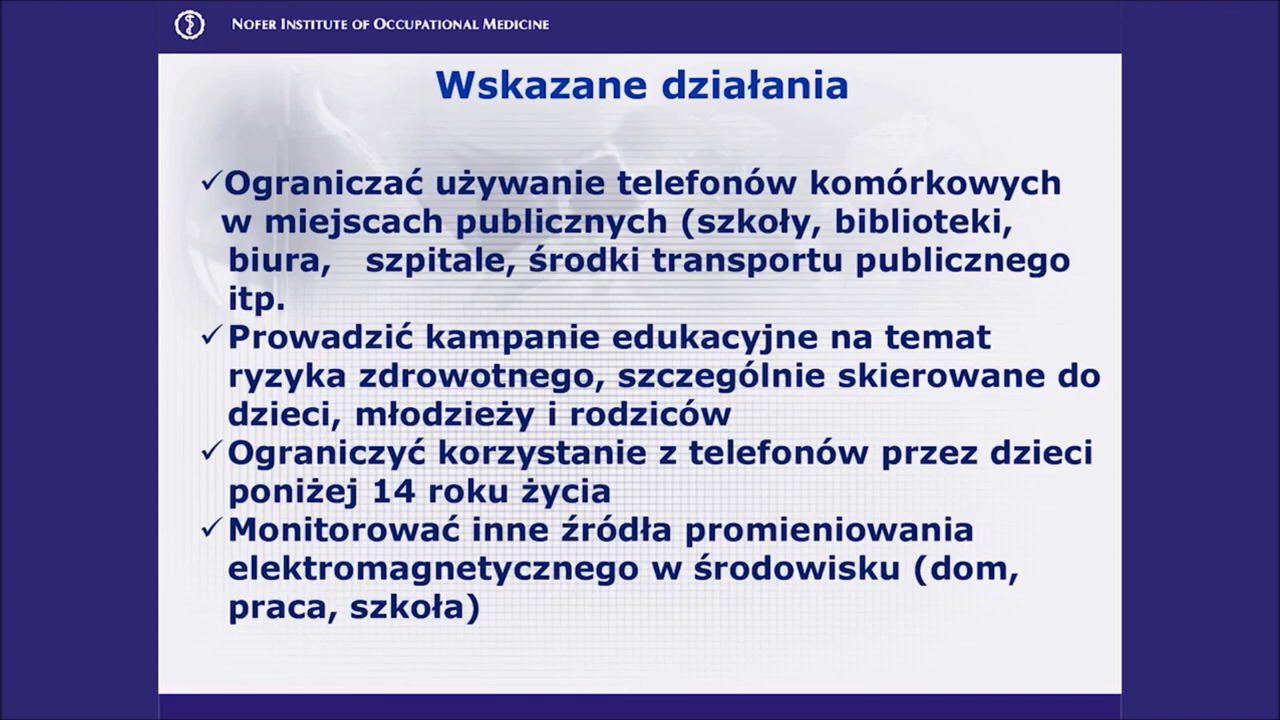 NOFER INSTITUTE OF OCCUPATIONAL MEDICINE
Wskazane działania
✓Ograniczać używanie telefonów komórkowych
w miejscach publicznych (szkoły, biblioteki,
biura, szpitale, środki transportu publicznego
itp.
✓Prowadzić kampanie edukacyjne na temat
ryzyka zdrowotnego, szczególnie skierowane do
dzieci, młodzieży i rodziców
✓Ograniczyć korzystanie z telefonów przez dzieci
poniżej 14 roku życia
✓Monitorować inne źródła promieniowania
elektromagnetycznego w środowisku (dom,
praca, szkoła)